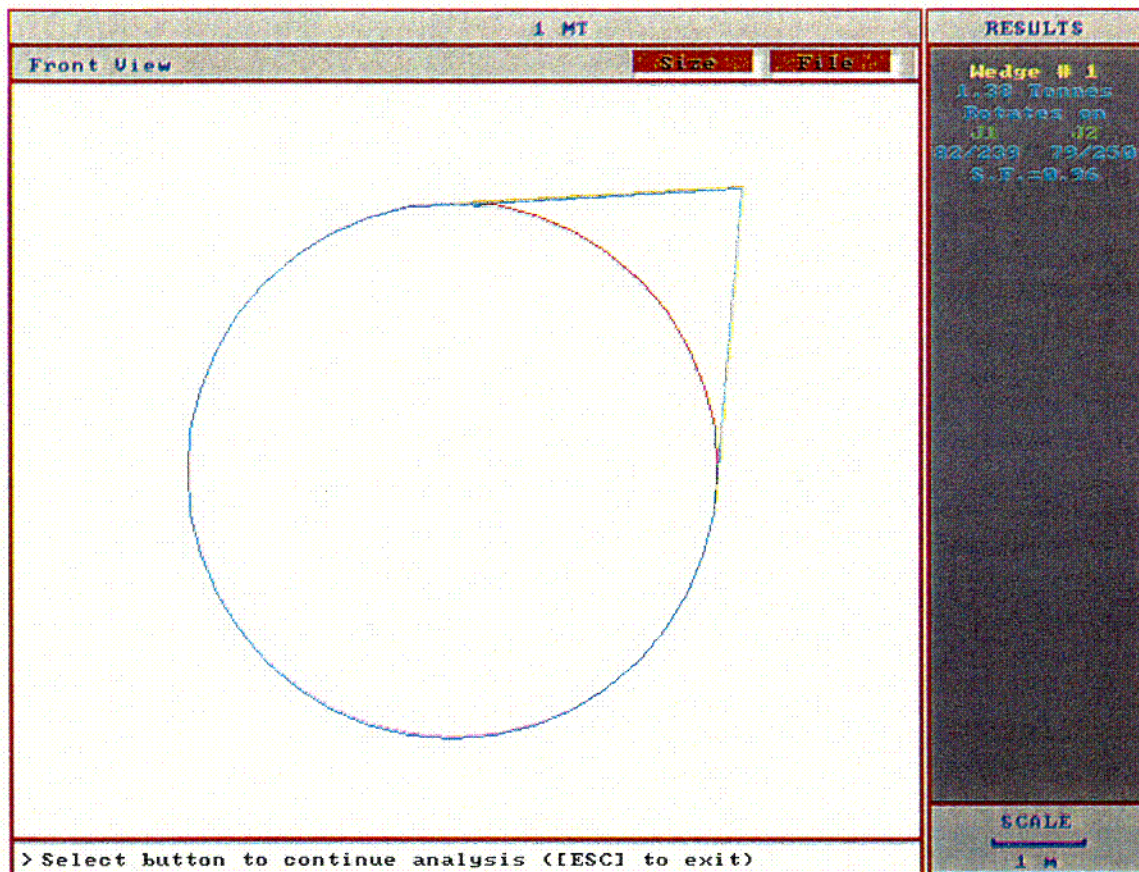 1 MT
Front View
Size
File
> Select button to continue analysis ([ESC] to exit)
RESULTS
Wedge # 1
1.38 Tonnes
Rotates on
J1 J2
82/239 79/250
S.F.=0.96
SCALE
1 M